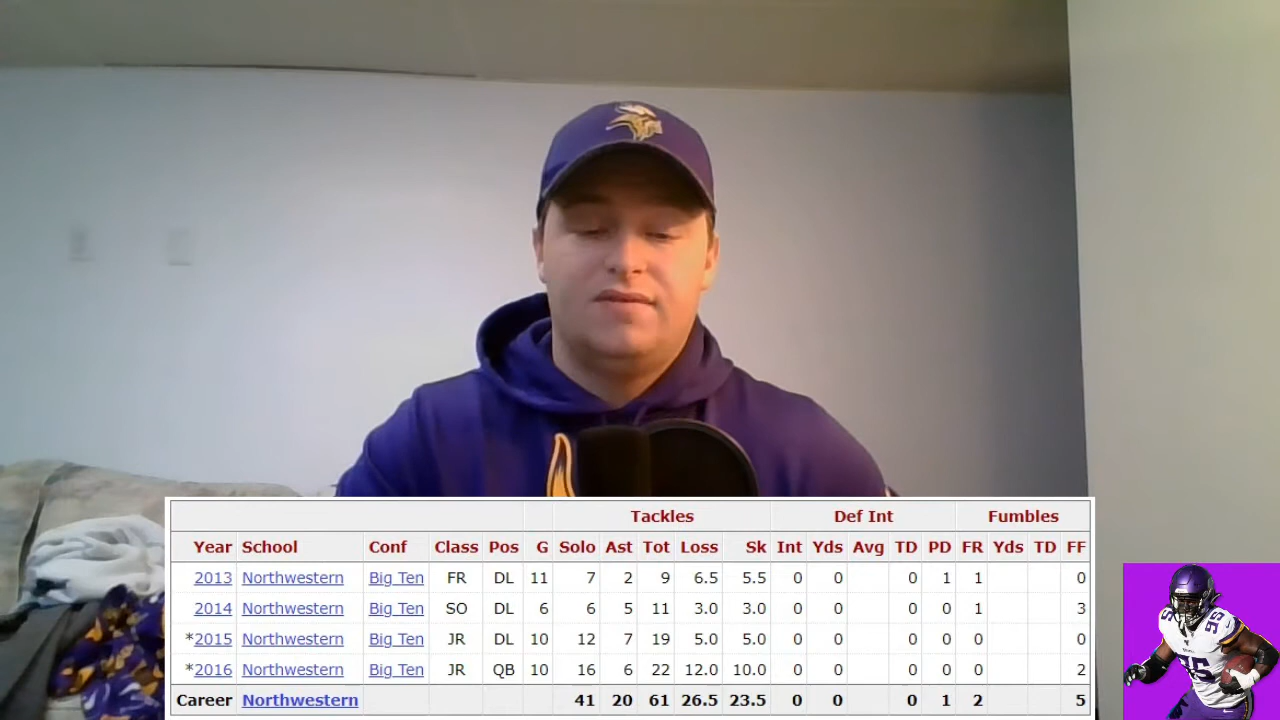 Tackles Def Int Fumbles
Year School Conf Class Pos G Solo Ast Tot Loss Sk Int Yds Avg TD PD FR Yds TD FF
2013 Northwestern Big Ten FR DL 11 7 2 9 6.5 5.5 0 0 0 1 1 0
2014 Northwestern Big Ten SO DL 6 6 5 11 3.0 3.0 0 0 0 0 1 3
*2015 Northwestern Big Ten JR DL 10 12 7 19 5.0 5.0 0 0 0 0 0 0
*2016 Northwestern Big Ten JR QB 10 16 6 22 12.0 10.0 0 0 0 0 0 2
Career Northwestern 41 20 61 26.5 23.5 0 0 0 1 2 5
95
95